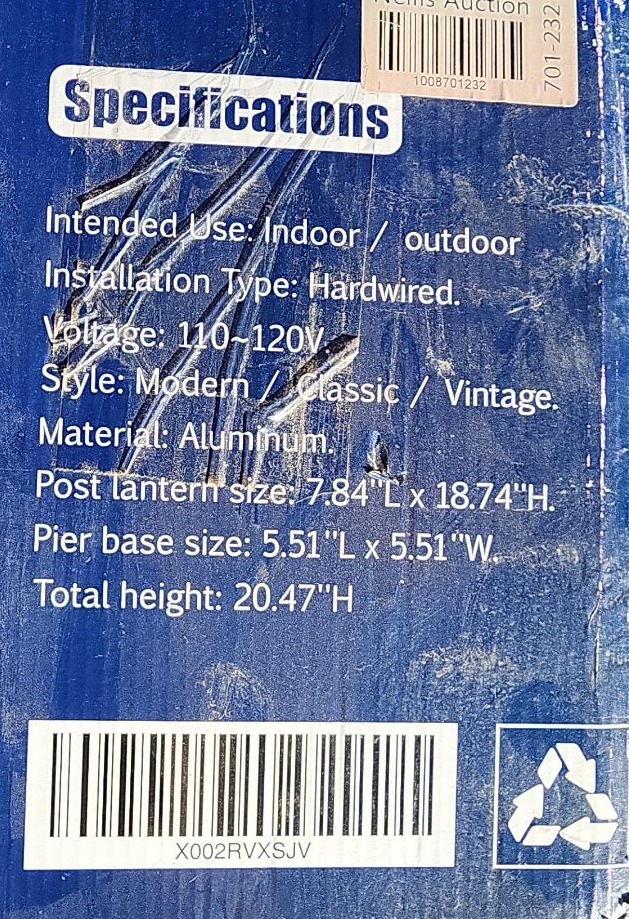 Nellis Auction
1008701232
701-232
Specifications
Intended Use: Indoor / outdoor
Installation Type: Hardwired.
Voltage: 110~120V
Style: Modern / Classic / Vintage.
Material: Aluminum.
Post lantern size: 7.84"L x 18.74"H.
Pier base size: 5.51"L x 5.51"W.
Total height: 20.47"H
X002RVXSJV